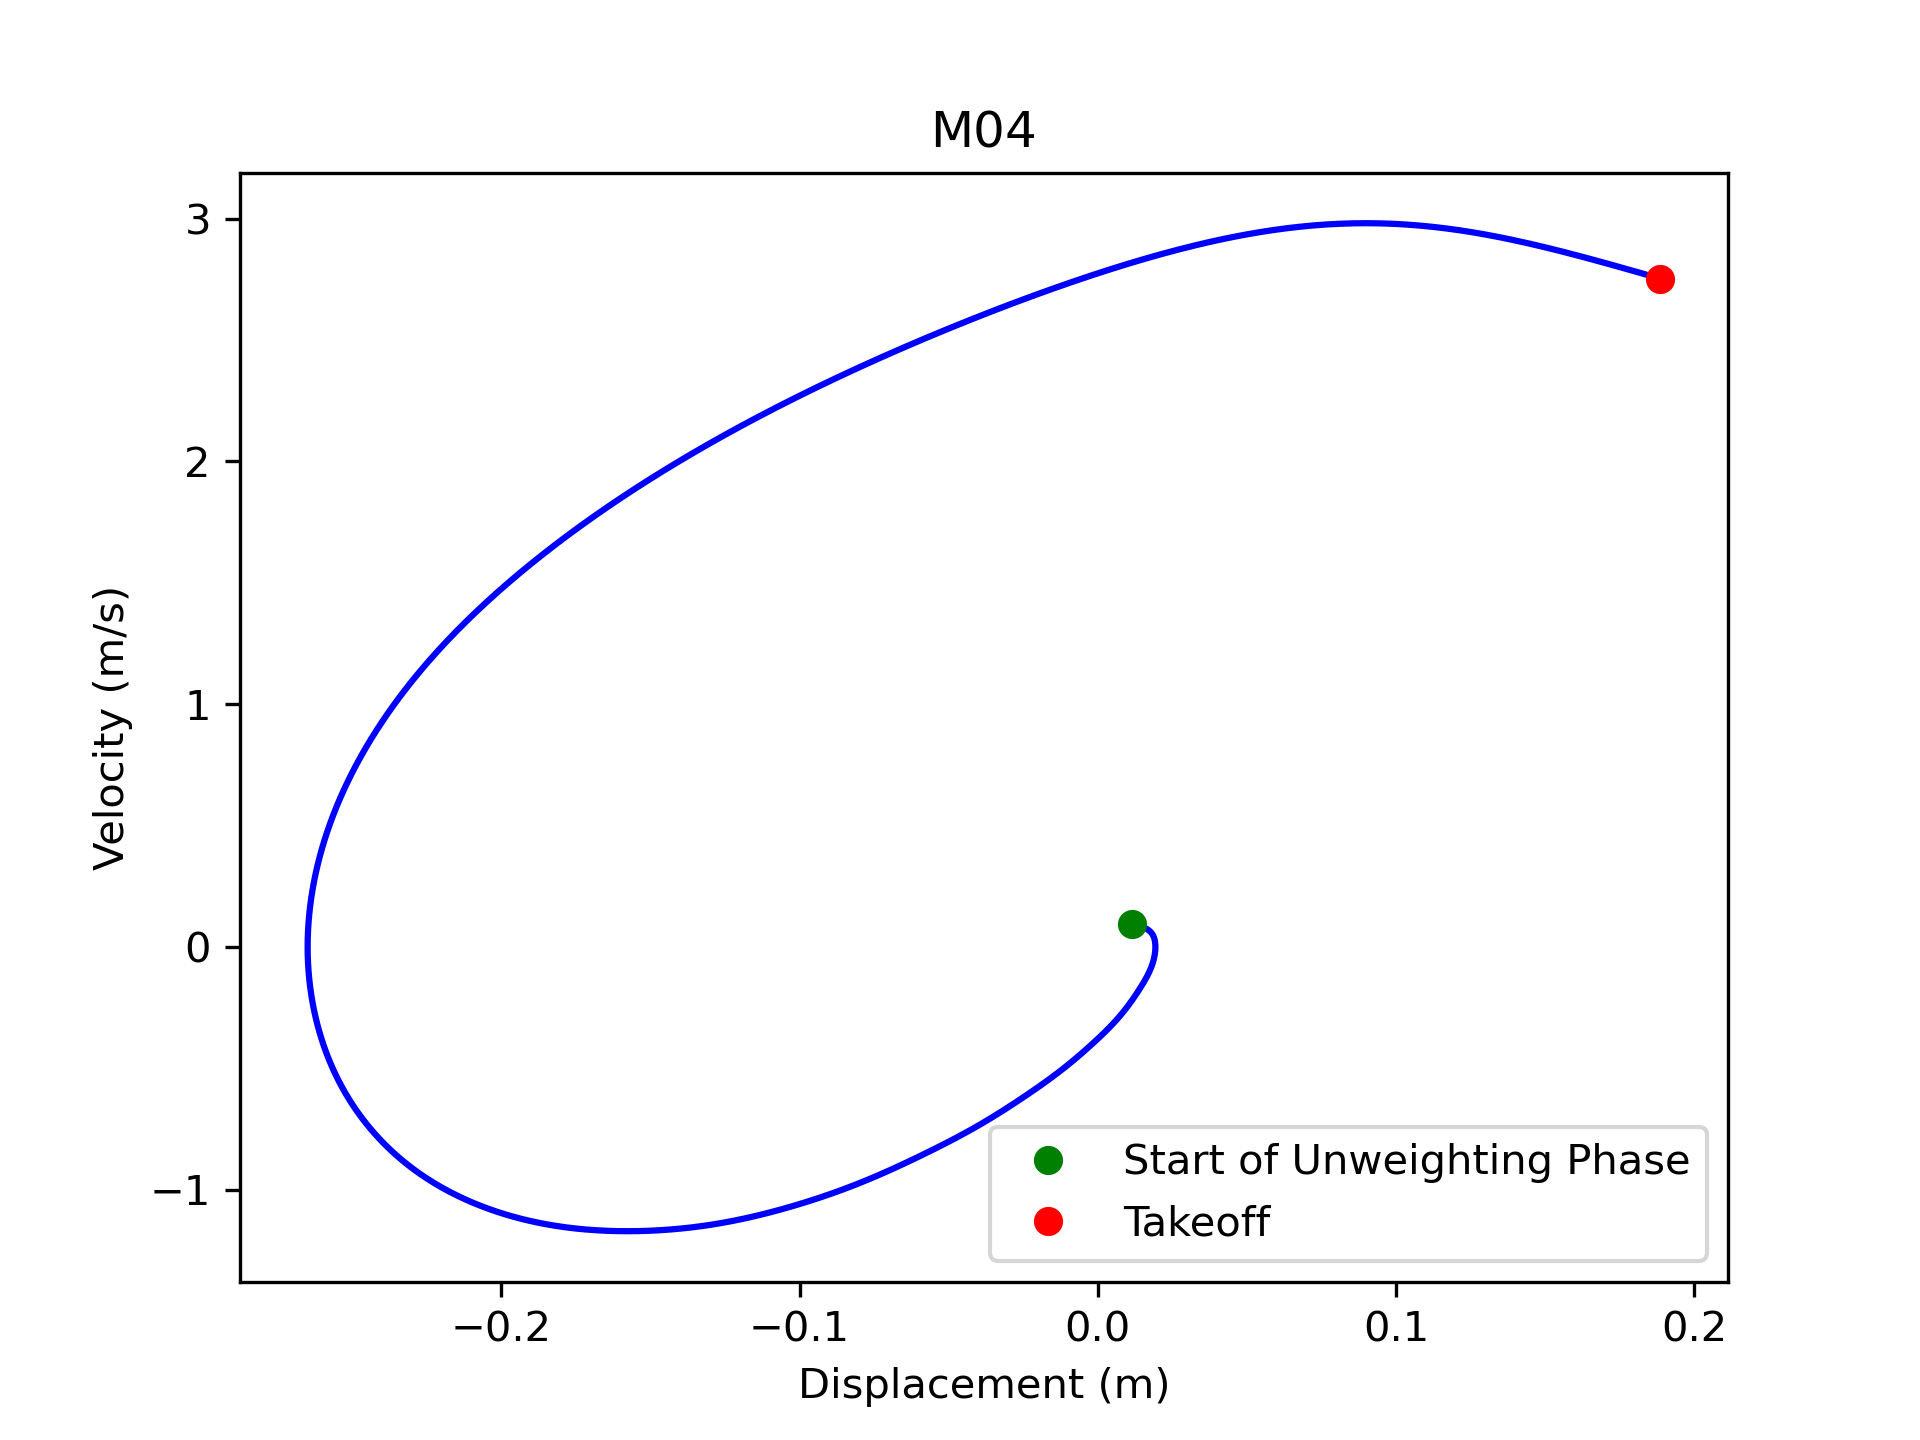 M04
3
2
1
0
−1
Velocity (m/s)
Start of Unweighting Phase
Takeoff
−0.2 −0.1 0.0 0.1 0.2
Displacement (m)